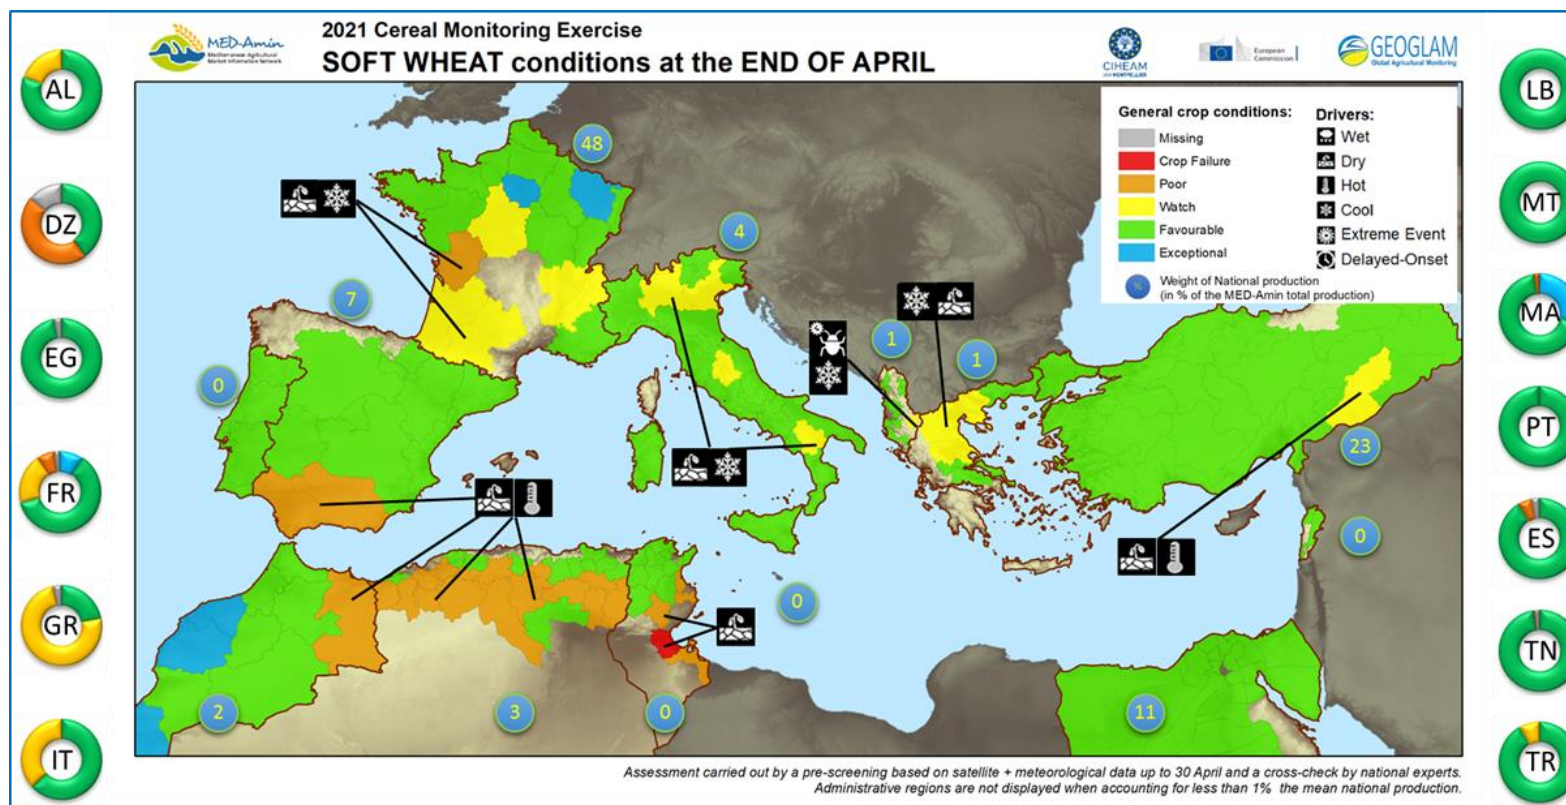 2021 Cereal Monitoring Exercise
SOFT WHEAT conditions at the END OF APRIL
MED-Amin
Mediterranean Agricultural
Market Information Network
CIHEAM
European
Commission
GEOGLAM
Global Agricultural Monitoring
General crop conditions:
Missing
Crop Failure
Poor
Watch
Favourable
Exceptional
% Weight of National production
(in % of the MED-Amin total production)
Drivers:
Wet
Dry
Hot
Cool
Extreme Event
Delayed-Onset
AL
DZ
EG
FR
GR
IT
48
4
7
0
1
1
23
0
0
2
3
0
11
LB
MT
MA
PT
ES
TN
TR
Assessment carried out by a pre-screening based on satellite + meteorological data up to 30 April and a cross-check by national experts.
Administrative regions are not displayed when accounting for less than 1% the mean national production.